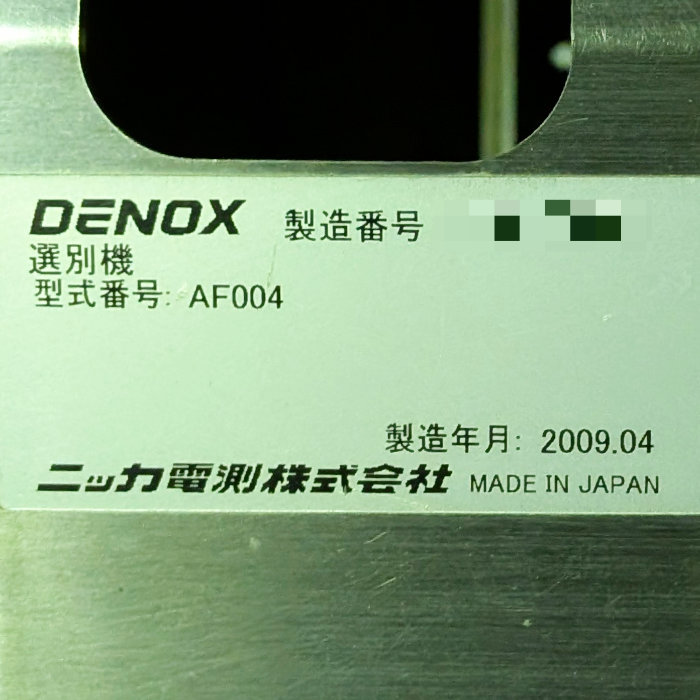 DENOX 製造番号
選別機
型式番号: AF004
製造年月: 2009.04
ニッカ電測株式会社 MADE IN JAPAN